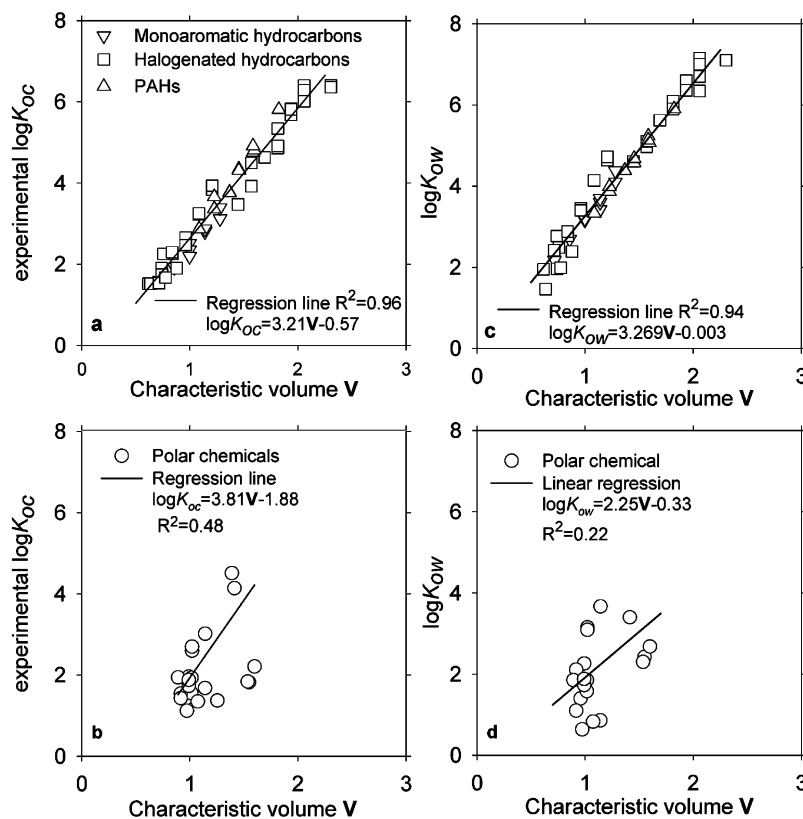 8
6
4
2
0
experimental logKOC
Monoaromatic hydrocarbons
Halogenated hydrocarbons
PAHs
Regression line R²=0.96
logKOC=3.21V-0.57
a
0 1 2 3
Characteristic volume V
8
6
4
2
0
logKOW
Regression line R²=0.94
logKOW=3.269V-0.003
c
0 1 2 3
Characteristic volume V
8
6
4
2
0
experimental logKOC
Polar chemicals
Regression line
logKoc=3.81V-1.88
R²=0.48
b
0 1 2 3
Characteristic volume V
8
6
4
2
0
logKOW
Polar chemical
Linear regression
logKow=2.25V-0.33
R²=0.22
d
0 1 2 3
Characteristic volume V